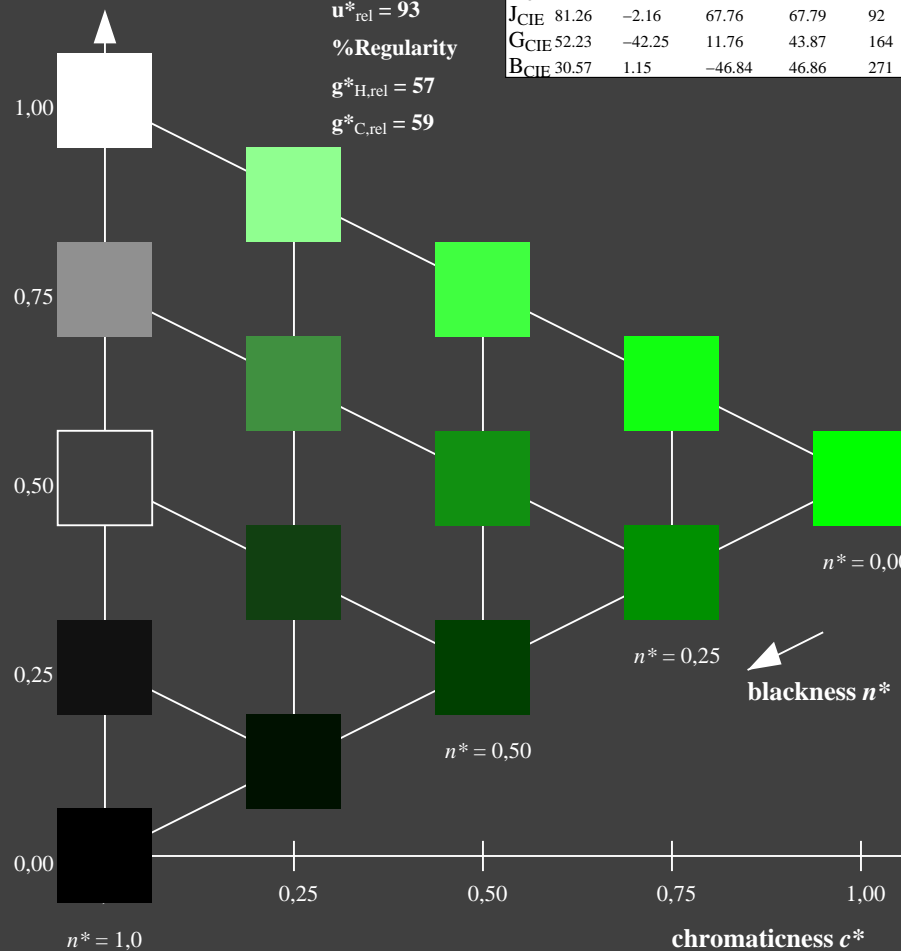 u*rel = 93
%Regularity
g*H,rel = 57
g*C,rel = 59
JCIE 81.26 −2.16 67.76 67.79 92
GCIE 52.23 −42.25 11.76 43.87 164
BCIE 30.57 1.15 −46.84 46.86 271
1,00
0,75
0,50
0,25
0,00
n* = 0,00
n* = 0,25
blackness n*
n* = 0,50
0,25 0,50 0,75 1,00
n* = 1,0
chromaticness c*